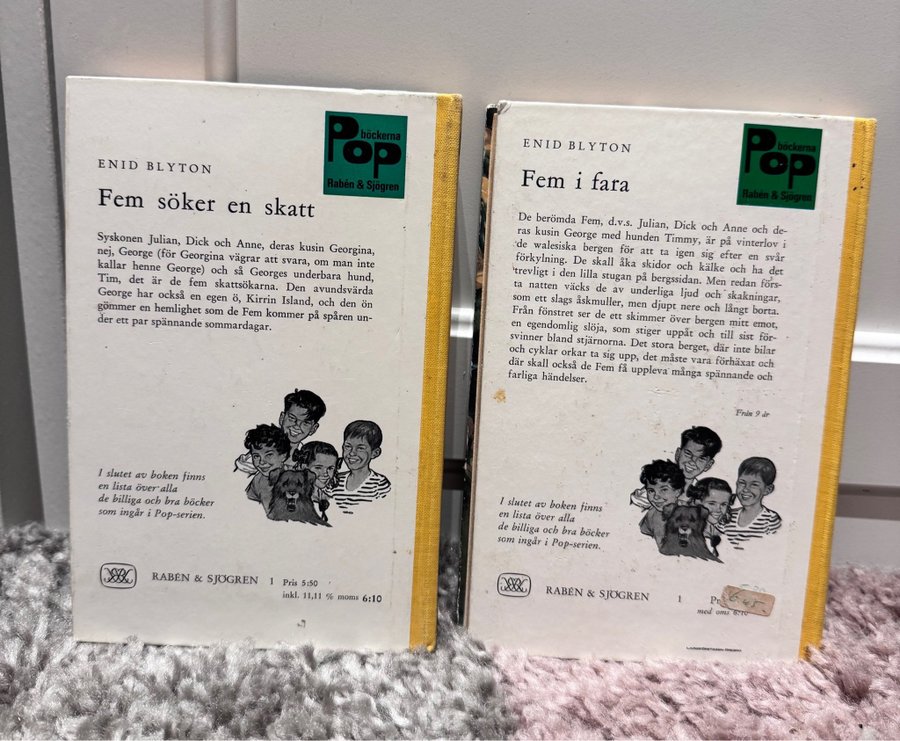 Pop böckerna
Rabén & Sjögren
ENID BLYTON
Fem söker en skatt
Syskonen Julian, Dick och Anne, deras kusin Georgina,
nej, George (för Georgina vägrar att svara, om man inte
kallar henne George) och så Georges underbara hund,
Tim, det är de fem skattsökarna. Den avundsvärda
George har också en egen ö, Kirrin Island, och den ön
gömmer en hemlighet som de Fem kommer på spåren un-
der ett par spännande sommardagar.
I slutet av boken finns
en lista över alla
de billiga och bra böcker
som ingår i Pop-serien.
RABÉN & SJÖGREN 1 Pris 5:50
inkl. 11,11 % moms 6:10
Pop böckerna
Rabén & Sjögren
ENID BLYTON
Fem i fara
De berömda Fem, d.v.s. Julian, Dick och Anne och de-
ras kusin George med hunden Timmy, är på vinterlov i
de walesiska bergen för att ta igen sig efter en svår
förkylning. De skall åka skidor och kälke och ha det
trevligt i den lilla stugan på bergssidan. Men redan förs-
ta natten väcks de av underliga ljud och skakningar,
som ett slags åskmuller, men djupt nere och långt borta.
Från fönstret ser de ett skimmer över bergen mitt emot,
en egendomlig slöja, som stiger uppåt och till sist för-
svinner bland stjärnorna. Det stora berget, där inte bilar
och cyklar orkar ta sig upp, det måste vara förhäxat och
där skall också de Fem få uppleva många spännande och
farliga händelser.
Från 9 år
I slutet av boken finns
en lista över alla
de billiga och bra böcker
som ingår i Pop-serien.
RABÉN & SJÖGREN 1
med oms 6:10